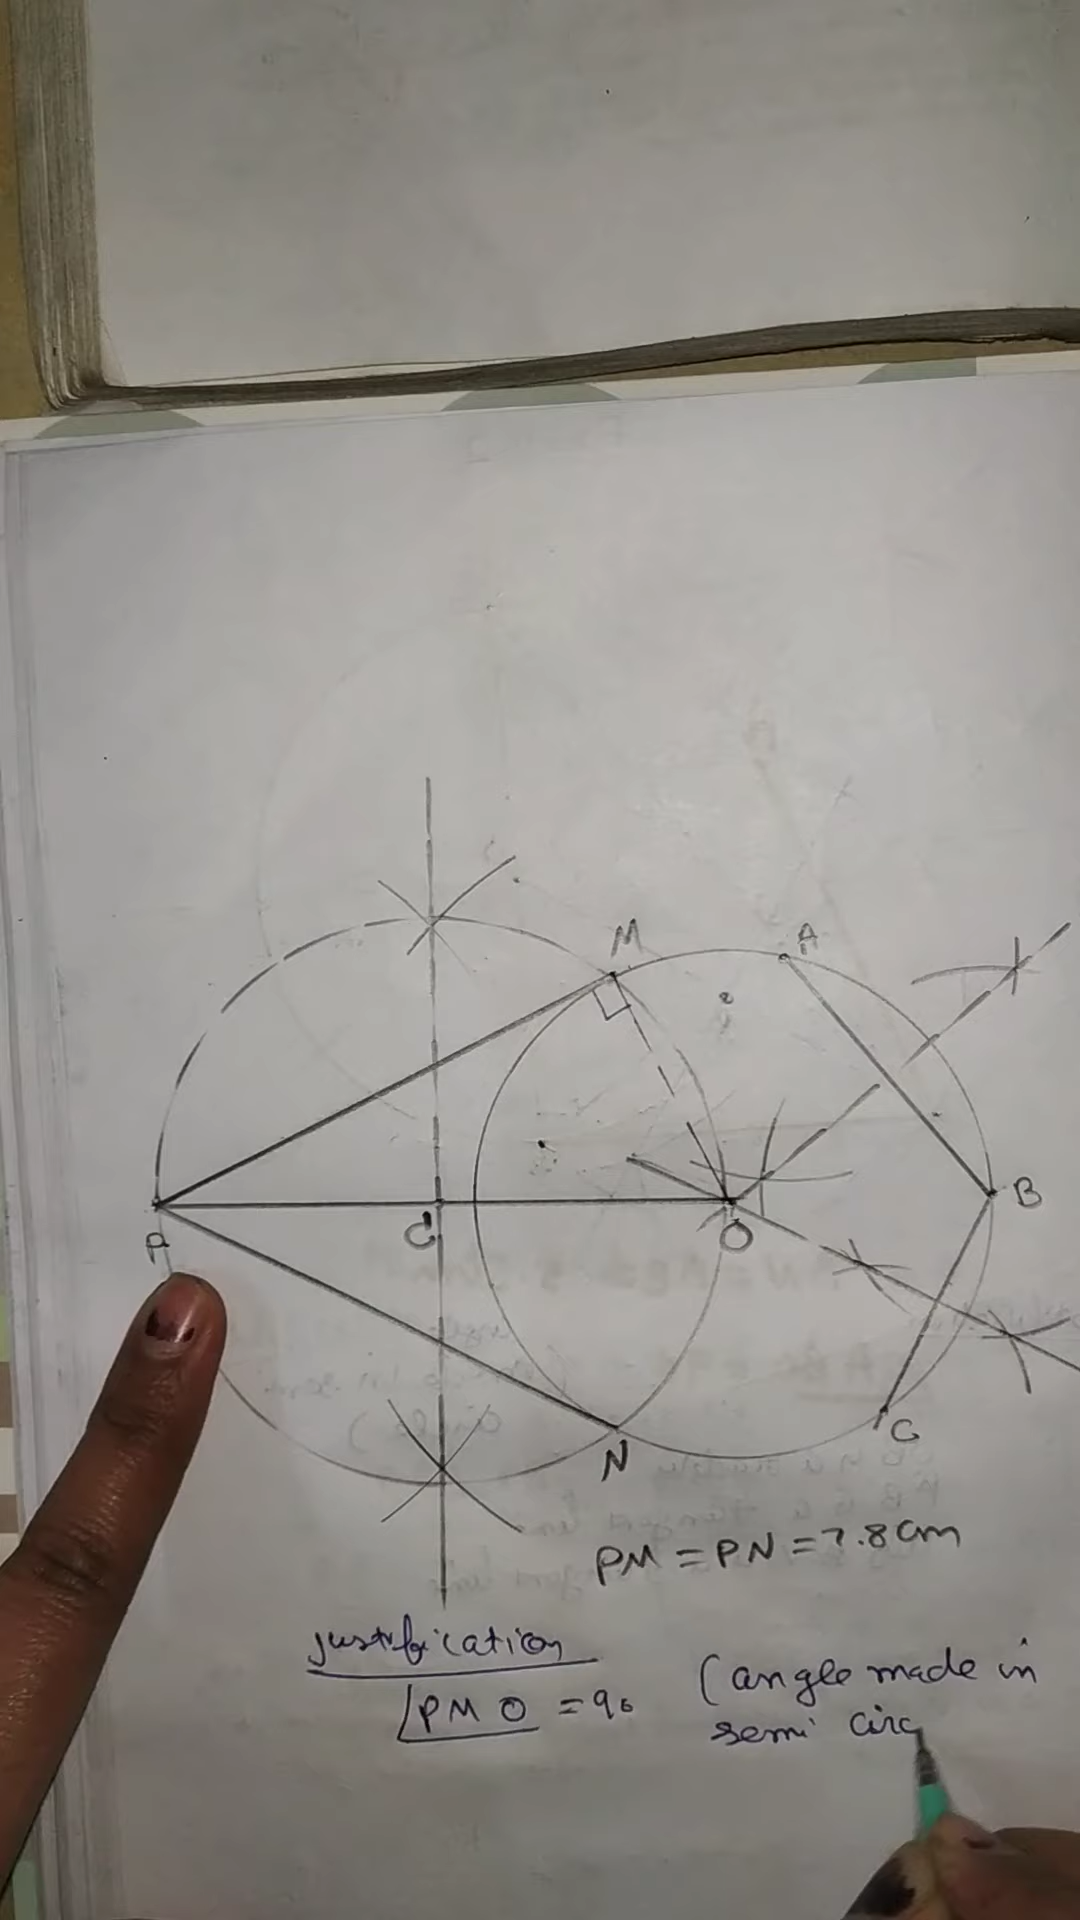 M
A
P
C
O
B
N
C
PM = PN = 7.8 cm
justification
∠PMO = 90 (angle made in
semi circ